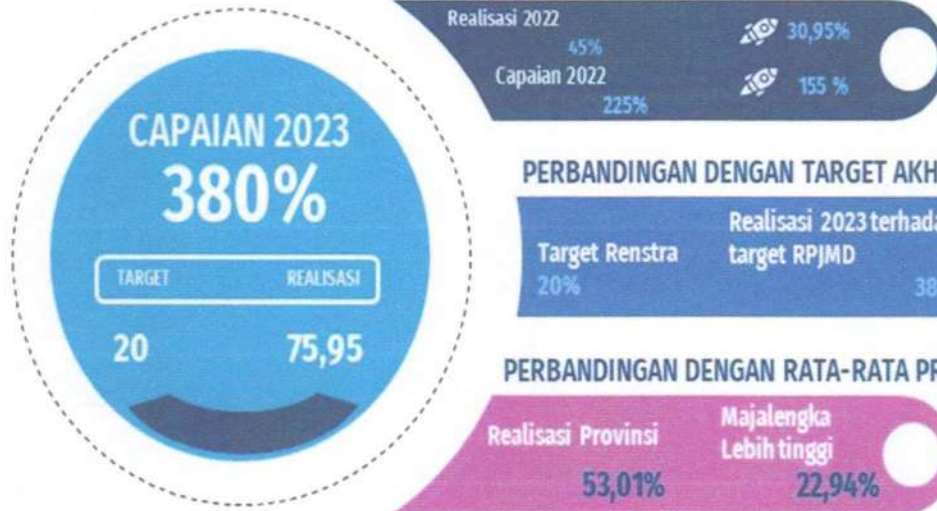 CAPAIAN 2023
380%
TARGET REALISASI
20 75,95
Realisasi 2022
45%
30,95%
Capaian 2022
225%
155 %
PERBANDINGAN DENGAN TARGET AKH
Target Renstra
20%
Realisasi 2023 terhada
target RPJMD
38
PERBANDINGAN DENGAN RATA-RATA PR
Realisasi Provinsi
53,01%
Majalengka
Lebih tinggi
22,94%